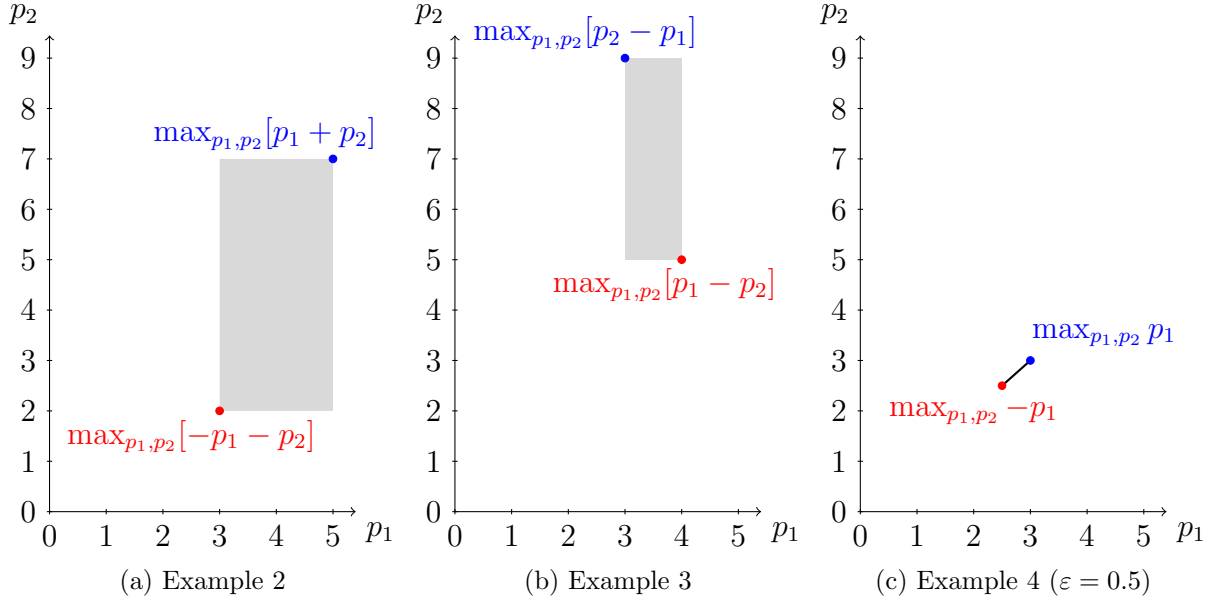 p₂
max_{p₁,p₂}[p₁ + p₂]
9
8
7
6
5
4
3
2
1
0
max_{p₁,p₂}[−p₁ − p₂]
0 1 2 3 4 5 p₁
(a) Example 2
p₂
max_{p₁,p₂}[p₂ − p₁]
9
8
7
6
5
4
3
2
1
0
max_{p₁,p₂}[p₁ − p₂]
0 1 2 3 4 5 p₁
(b) Example 3
p₂
9
8
7
6
5
4
3
2
1
0
max_{p₁,p₂} p₁
max_{p₁,p₂} −p₁
0 1 2 3 4 5 p₁
(c) Example 4 (ε = 0.5)